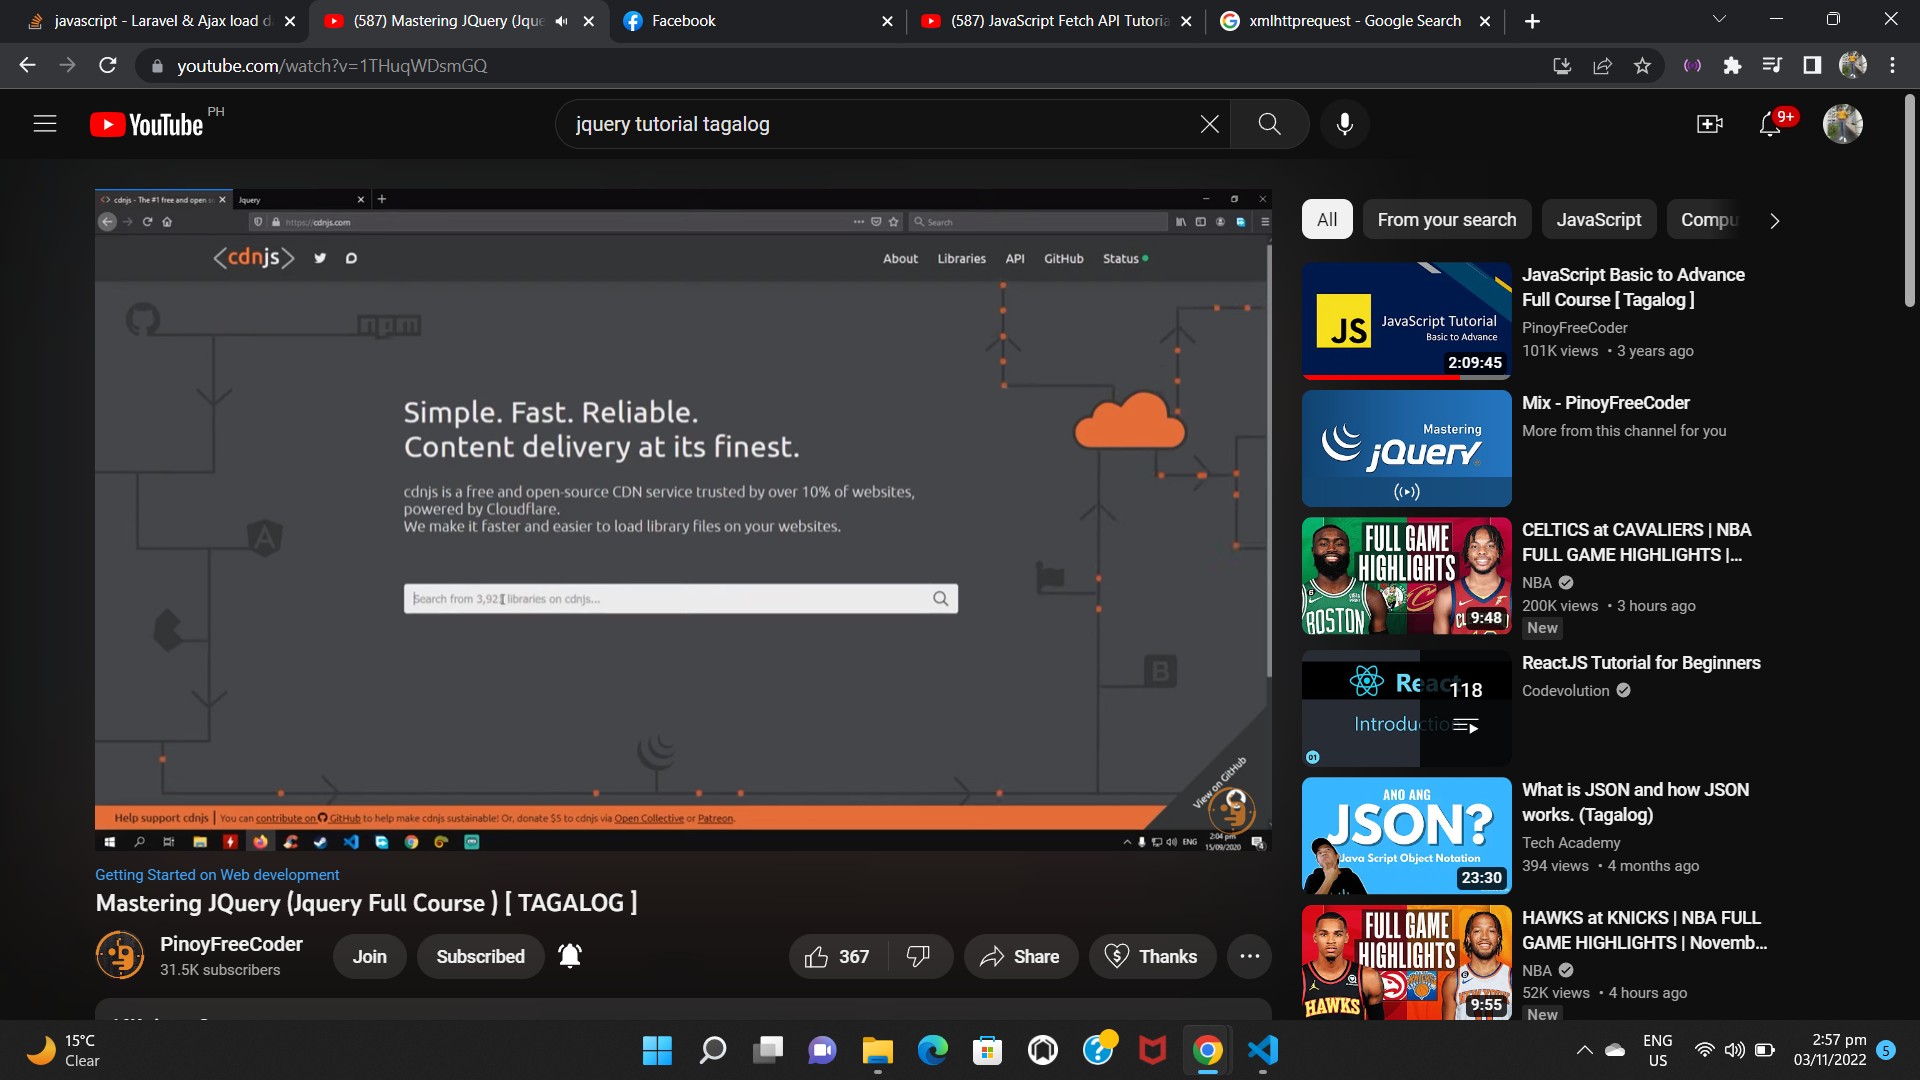 javascript - Laravel & Ajax load d
(587) Mastering JQuery (Jque
Facebook
(587) JavaScript Fetch API Tutoria
xmlhttprequest - Google Search
youtube.com/watch?v=1THuqWDsmGQ
YouTube PH
jquery tutorial tagalog
9+
cdnjs - The #1 free and open s
Jquery
https://cdnjs.com
Search
<cdnjs>
About
Libraries
API
GitHub
Status
npm
Simple. Fast. Reliable.
Content delivery at its finest.
cdnjs is a free and open-source CDN service trusted by over 10% of websites,
powered by Cloudflare.
We make it faster and easier to load library files on your websites.
Search from 3,921 libraries on cdnjs...
A
B
View on GitHub
Help support cdnjs | You can contribute on GitHub to help make cdnjs sustainable! Or, donate $5 to cdnjs via Open Collective or Patreon.
ENG
2:04 pm
15/09/2020
Getting Started on Web development
Mastering JQuery (Jquery Full Course ) [ TAGALOG ]
PinoyFreeCoder
31.5K subscribers
Join
Subscribed
367
Share
Thanks
All
From your search
JavaScript
Compu
JS
JavaScript Tutorial
Basic to Advance
2:09:45
JavaScript Basic to Advance
Full Course [ Tagalog ]
PinoyFreeCoder
101K views • 3 years ago
Mastering
jQuery
Mix - PinoyFreeCoder
More from this channel for you
FULL GAME
HIGHLIGHTS
BOSTON
9:48
CELTICS at CAVALIERS | NBA
FULL GAME HIGHLIGHTS |...
NBA
200K views • 3 hours ago
New
React
118
Introductio
01
ReactJS Tutorial for Beginners
Codevolution
ANO ANG
JSON?
Java Script Object Notation
23:30
What is JSON and how JSON
works. (Tagalog)
Tech Academy
394 views • 4 months ago
FULL GAME
HIGHLIGHTS
HAWKS
9:55
HAWKS at KNICKS | NBA FULL
GAME HIGHLIGHTS | Novemb...
NBA
52K views • 4 hours ago
New
15°C
Clear
ENG
US
2:57 pm
03/11/2022
5